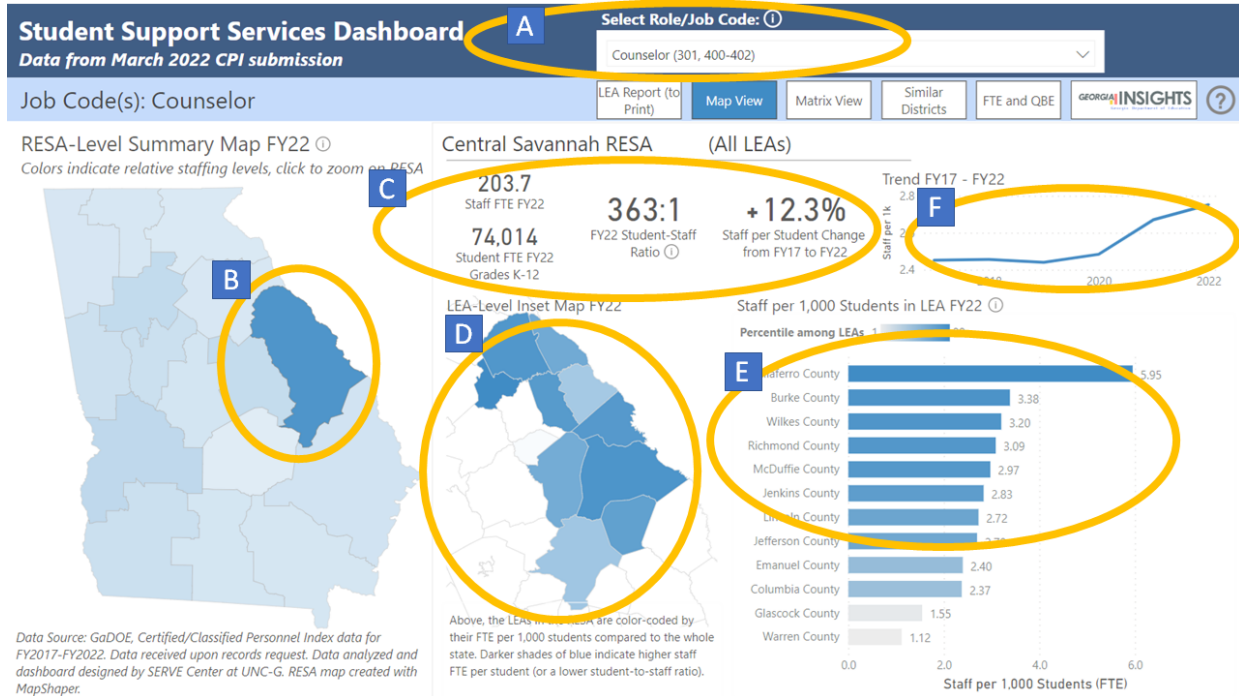 Student Support Services Dashboard
Data from March 2022 CPI submission
A
Select Role/Job Code:
Counselor (301, 400-402)
Job Code(s): Counselor
LEA Report (to
Print)
Map View
Matrix View
Similar
Districts
FTE and QBE
GEORGIA INSIGHTS
?
RESA-Level Summary Map FY22
Colors indicate relative staffing levels, click to zoom on RESA
B
Data Source: GaDOE, Certified/Classified Personnel Index data for
FY2017-FY2022. Data received upon records request. Data analyzed and
dashboard designed by SERVE Center at UNC-G. RESA map created with
MapShaper.
Central Savannah RESA (All LEAs)
C
203.7
Staff FTE FY22
74,014
Student FTE FY22
Grades K-12
363:1
FY22 Student-Staff
Ratio
+12.3%
Staff per Student Change
from FY17 to FY22
Trend FY17 - FY22
F
Staff per 1k
2.8
2.4
2020
2022
LEA-Level Inset Map FY22
D
Above, the LEAs in the RESA are color-coded by
their FTE per 1,000 students compared to the whole
state. Darker shades of blue indicate higher staff
FTE per student (or a lower student-to-staff ratio).
Staff per 1,000 Students in LEA FY22
Percentile among LEAs 1
E
County 5.95
Burke County 3.38
Wilkes County 3.20
Richmond County 3.09
McDuffie County 2.97
Jenkins County 2.83
Lincoln County 2.72
Jefferson County
Emanuel County 2.40
Columbia County 2.37
Glascock County 1.55
Warren County 1.12
0.0 2.0 4.0 6.0
Staff per 1,000 Students (FTE)